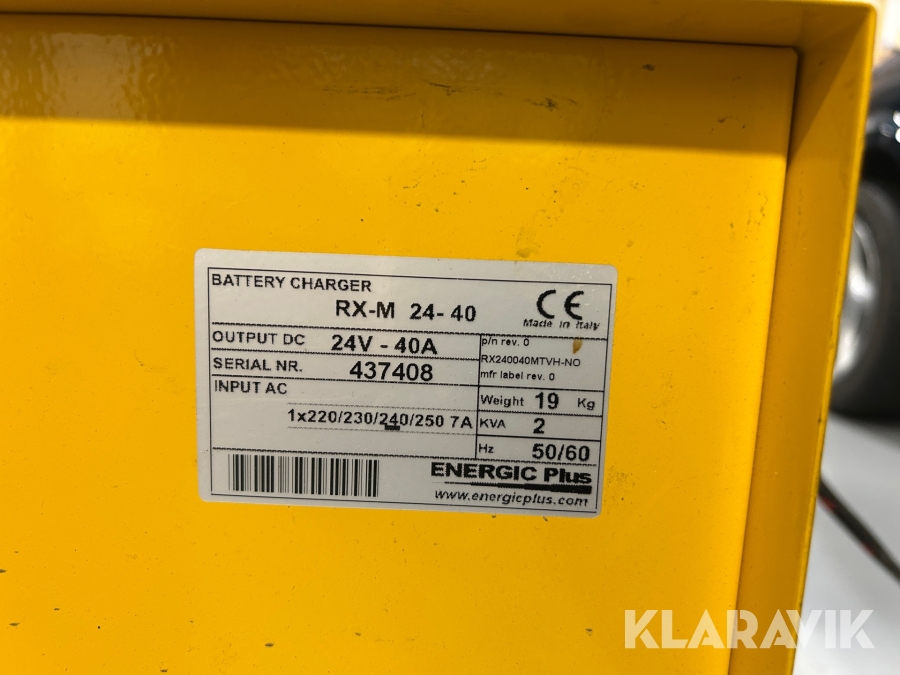 BATTERY CHARGER
RX-M 24-40
CE
Made in Italy
OUTPUT DC 24V - 40A
p/n rev. 0
RX240040MTVH-NO
mfr label rev. 0
SERIAL NR. 437408
INPUT AC
1x220/230/240/250 7A
Weight 19 Kg
KVA 2
Hz 50/60
ENERGIC Plus
www.energicplus.com
KLARAVIK